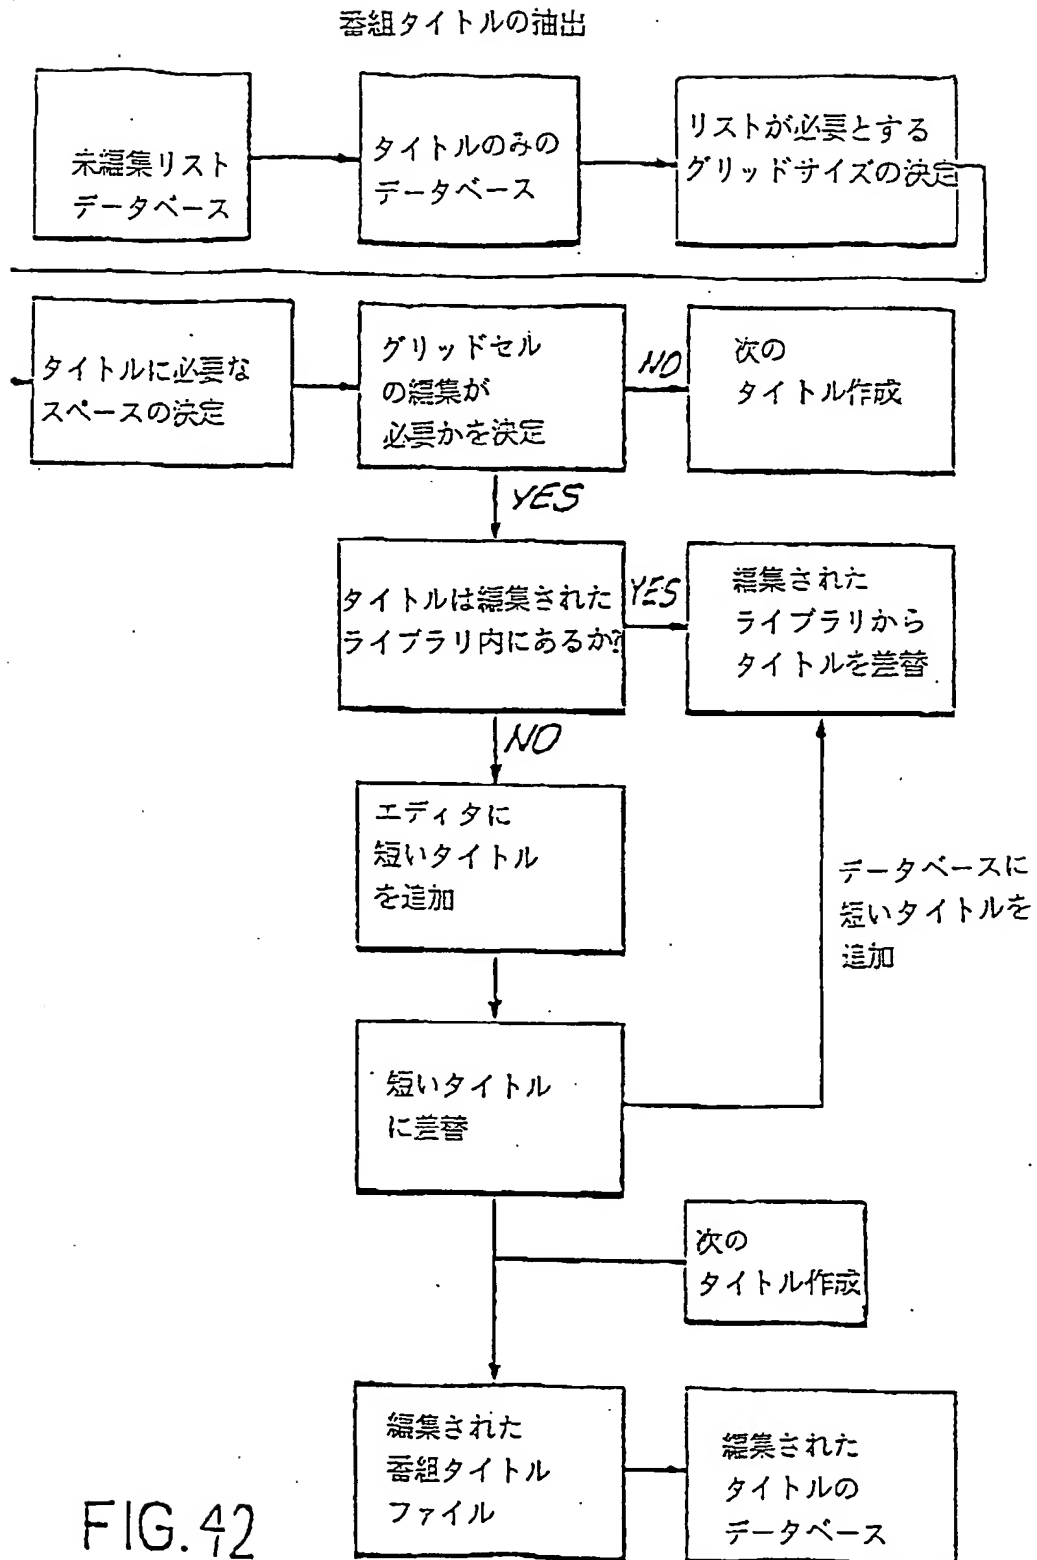 番組タイトルの抽出
未編集リスト
データベース
タイトルのみの
データベース
リストが必要とする
グリッドサイズの決定
タイトルに必要な
スペースの決定
グリッドセル
の編集が
必要かを決定
NO
次の
タイトル作成
YES
タイトルは編集された
ライブラリ内にあるか?
YES
編集された
ライブラリから
タイトルを差替
NO
エディタに
短いタイトル
を追加
データベースに
短いタイトルを
追加
短いタイトル
に差替
次の
タイトル作成
編集された
番組タイトル
ファイル
編集された
タイトルの
データベース
FIG.42